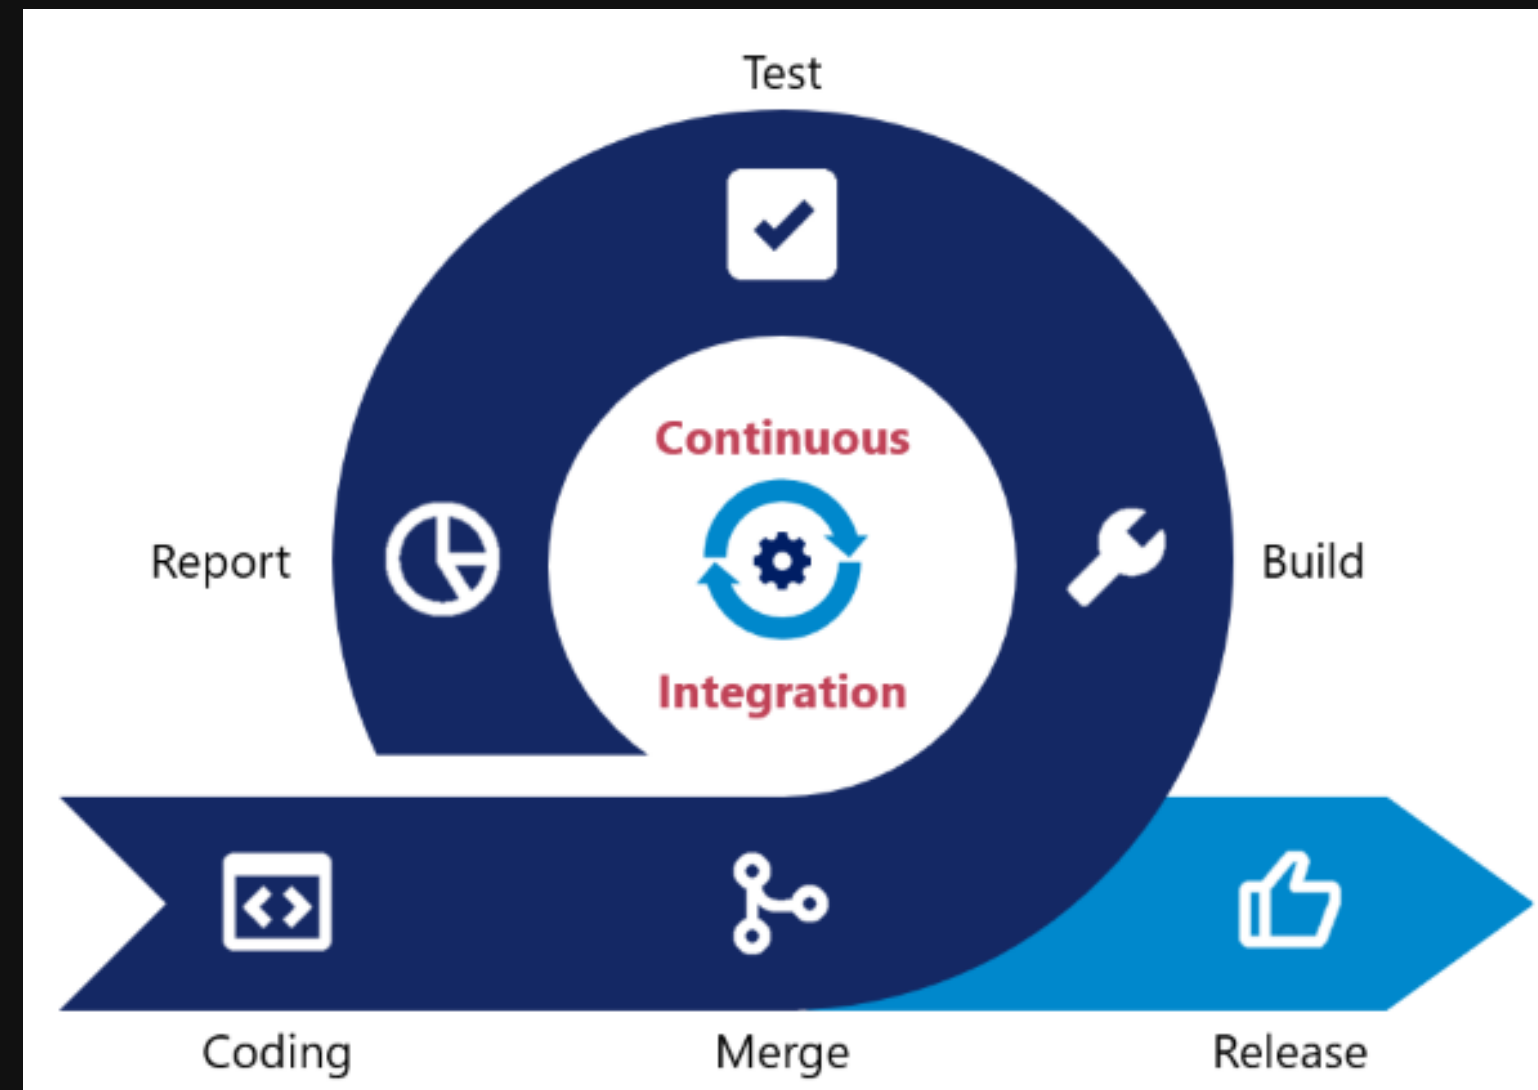 Test
Continuous
Report
Build
Integration
Coding
Merge
Release